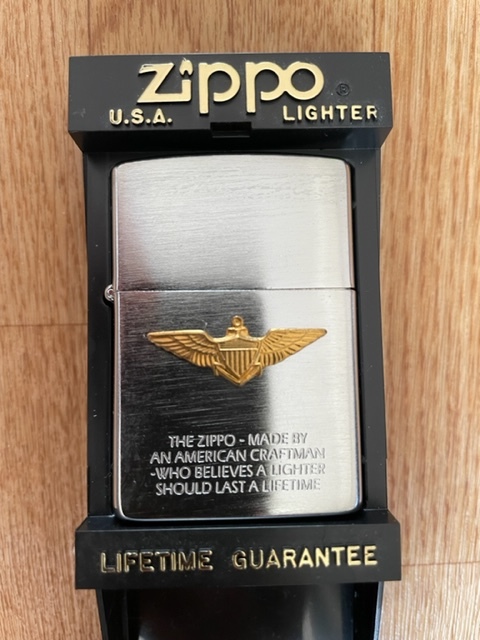 zippo ®
U.S.A. LIGHTER
THE ZIPPO - MADE BY
AN AMERICAN CRAFTMAN
-WHO BELIEVES A LIGHTER
SHOULD LAST A LIFETIME
LIFETIME GUARANTEE